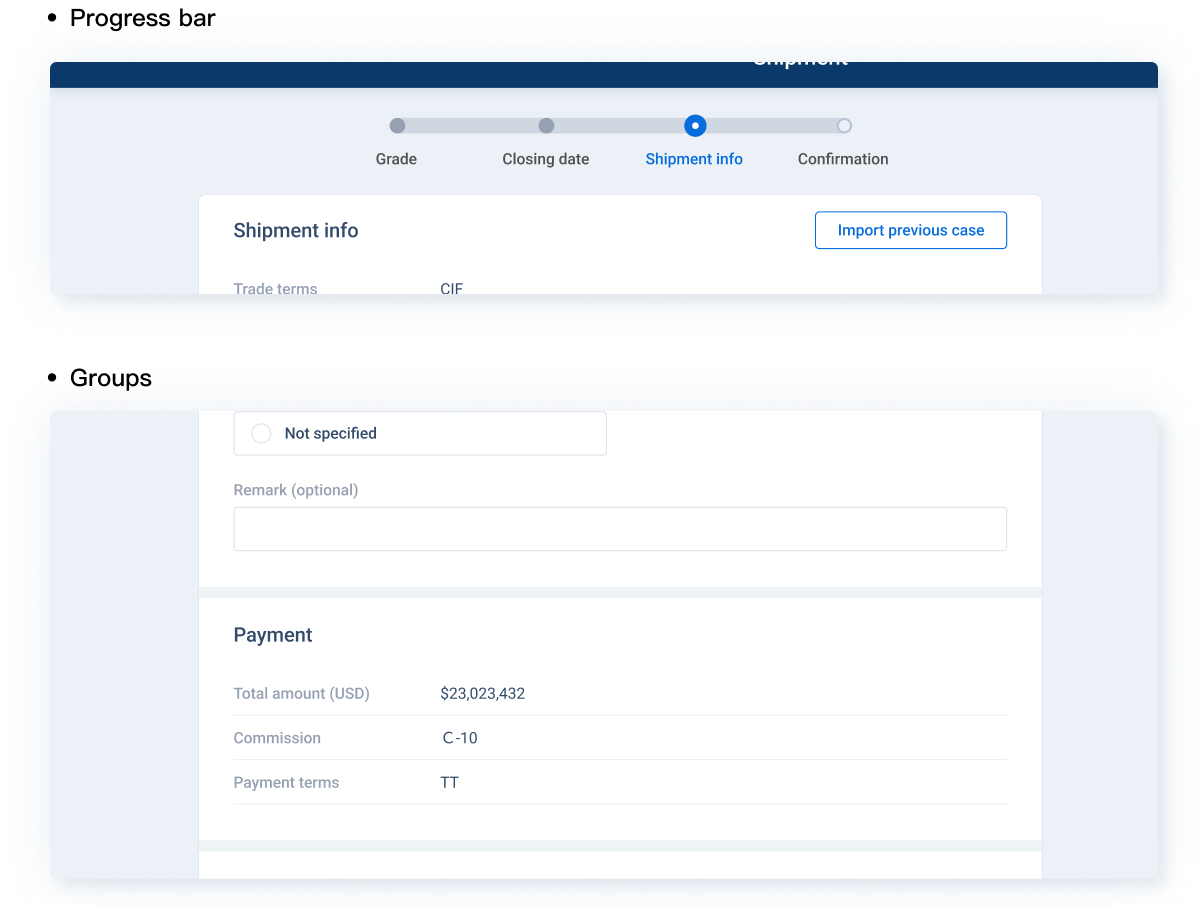 • Progress bar
Shipment
Grade Closing date Shipment info Confirmation
Shipment info Import previous case
Trade terms CIF
• Groups
Not specified
Remark (optional)
Payment
Total amount (USD) $23,023,432
Commission C-10
Payment terms TT